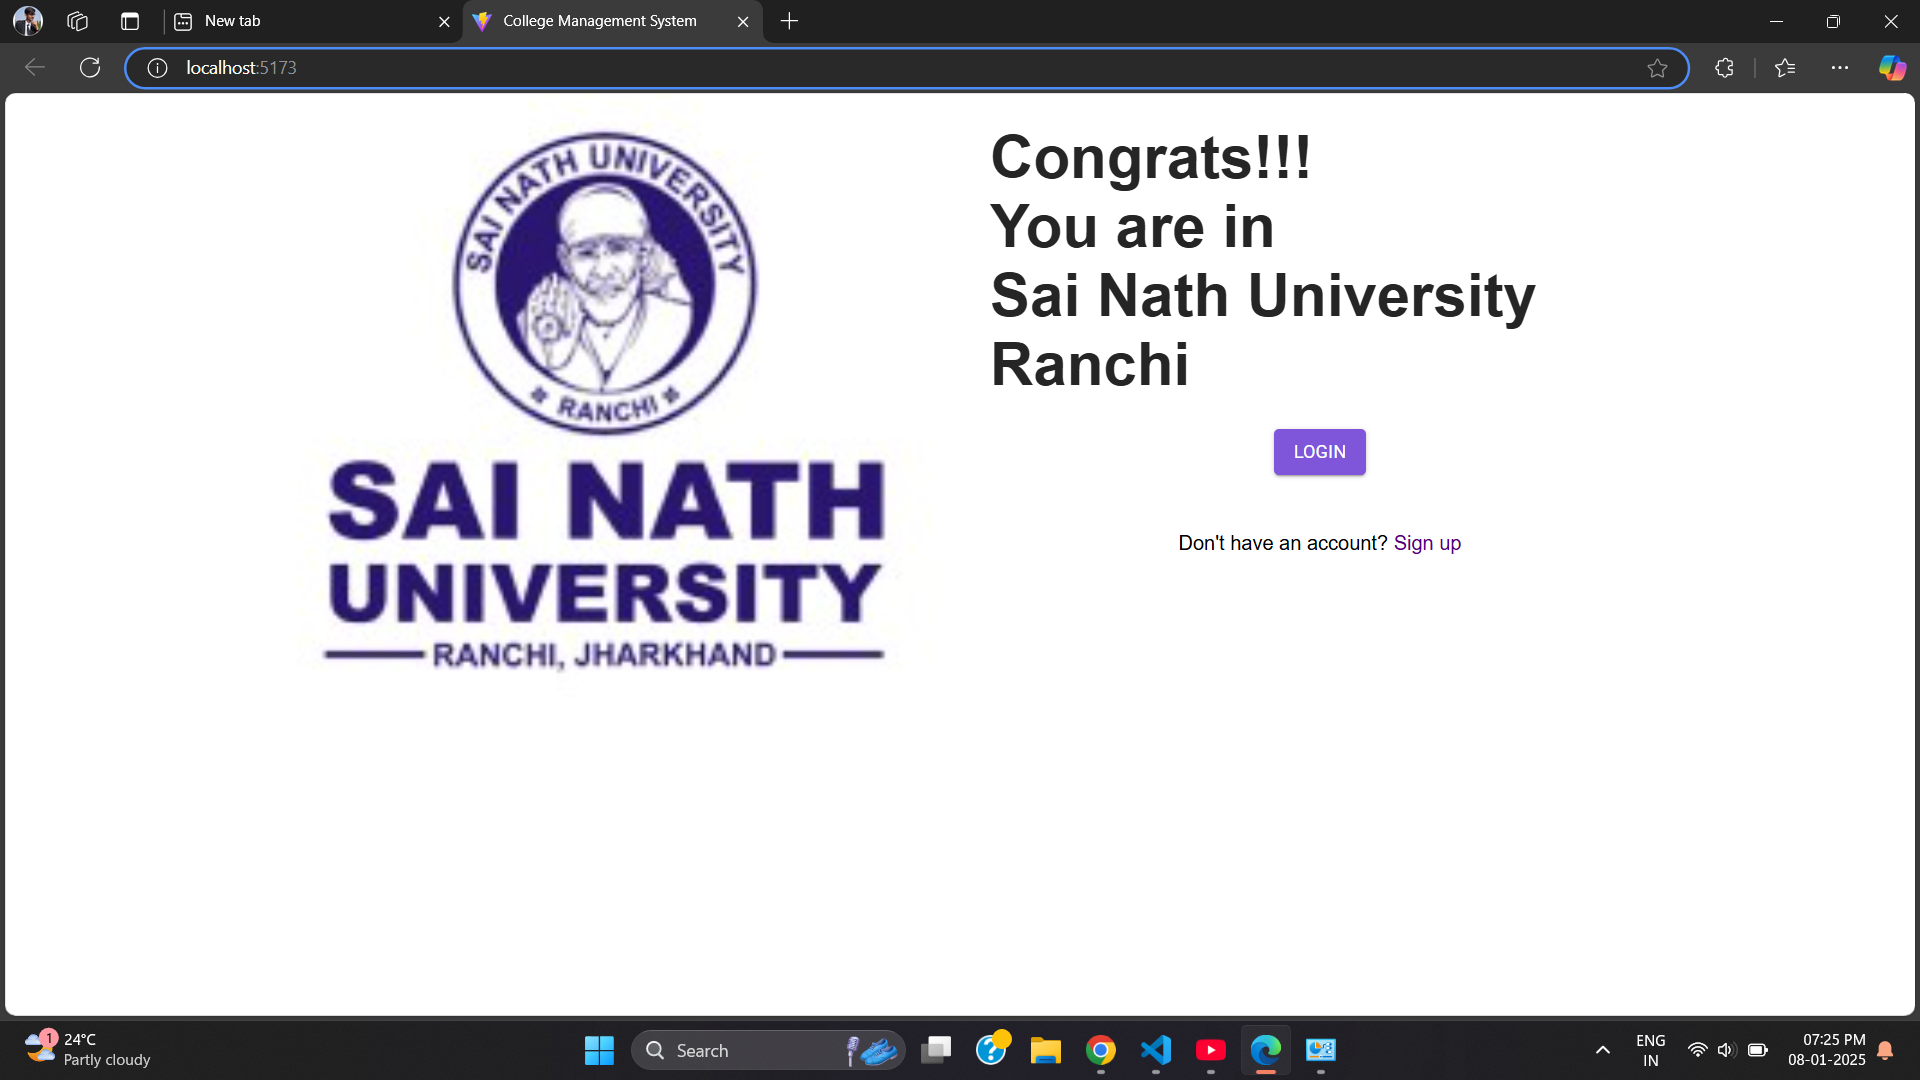 New tab
College Management System
localhost:5173
SAI NATH UNIVERSITY
RANCHI
SAI NATH
UNIVERSITY
RANCHI, JHARKHAND
Congrats!!!
You are in
Sai Nath University
Ranchi
LOGIN
Don't have an account? Sign up
1
24°C
Partly cloudy
Search
ENG
IN
07:25 PM
08-01-2025